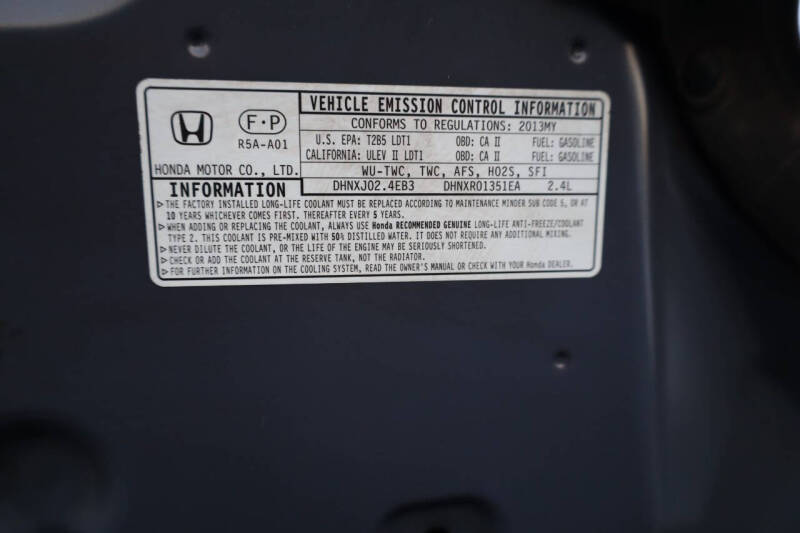 VEHICLE EMISSION CONTROL INFORMATION
F·P
R5A-A01
HONDA MOTOR CO., LTD.
CONFORMS TO REGULATIONS: 2013MY
U.S. EPA: T2B5 LDT1 OBD: CA II FUEL: GASOLINE
CALIFORNIA: ULEV II LDT1 OBD: CA II FUEL: GASOLINE
WU-TWC, TWC, AFS, HO2S, SFI
DHNXJ02.4EB3 DHNXR0135IEA 2.4L
INFORMATION
▷THE FACTORY INSTALLED LONG-LIFE COOLANT MUST BE REPLACED ACCORDING TO MAINTENANCE MINDER SUB CODE 5, OR AT
10 YEARS WHICHEVER COMES FIRST. THEREAFTER EVERY 5 YEARS.
▷WHEN ADDING OR REPLACING THE COOLANT, ALWAYS USE Honda RECOMMENDED GENUINE LONG-LIFE ANTI-FREEZE/COOLANT
TYPE 2. THIS COOLANT IS PRE-MIXED WITH 50% DISTILLED WATER. IT DOES NOT REQUIRE ANY ADDITIONAL MIXING.
▷NEVER DILUTE THE COOLANT, OR THE LIFE OF THE ENGINE MAY BE SERIOUSLY SHORTENED.
▷CHECK OR ADD THE COOLANT AT THE RESERVE TANK, NOT THE RADIATOR.
▷FOR FURTHER INFORMATION ON THE COOLING SYSTEM, READ THE OWNER'S MANUAL OR CHECK WITH YOUR Honda DEALER.